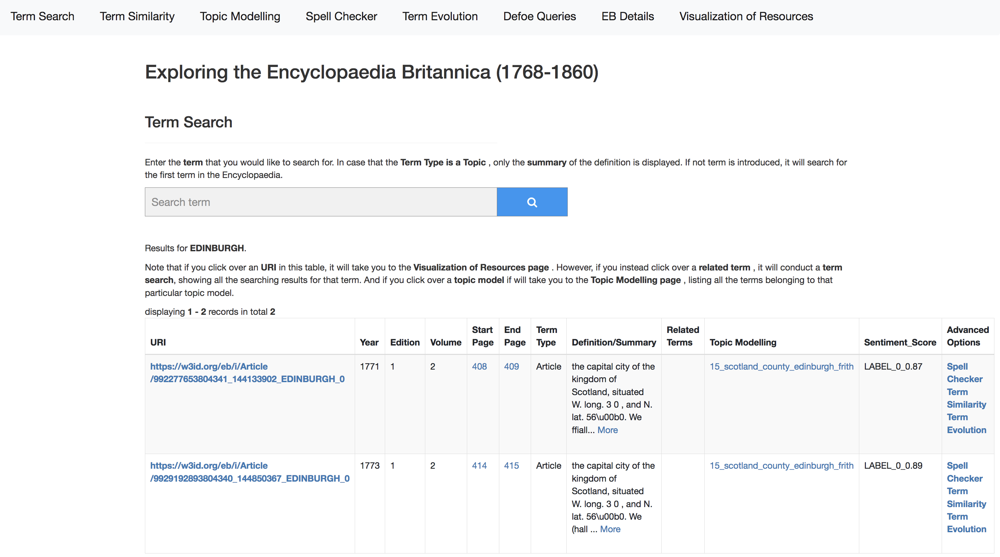 Term Search Term Similarity Topic Modelling Spell Checker Term Evolution Defoe Queries EB Details Visualization of Resources
Exploring the Encyclopaedia Britannica (1768-1860)
Term Search
Enter the term that you would like to search for. In case that the Term Type is a Topic , only the summary of the definition is displayed. If not term is introduced, it will search for
the first term in the Encyclopaedia.
Search term
Results for EDINBURGH.
Note that if you click over an URI in this table, it will take you to the Visualization of Resources page . However, if you instead click over a related term , it will conduct a term
search, showing all the searching results for that term. And if you click over a topic model if will take you to the Topic Modelling page , listing all the terms belonging to that
particular topic model.
displaying 1 - 2 records in total 2
URI Year Edition Volume Start Page End Page Term Type Definition/Summary Related Terms Topic Modelling Sentiment_Score Advanced Options
https://w3id.org/eb/i/Article 1771 1 2 408 409 Article the capital city of the 15_scotland_county_edinburgh_frith LABEL_0_0.87 Spell
/992277653804341_144133902_EDINBURGH_0 kingdom of Checker
Scotland, situated Term
W. long. 3 0 , and N. Similarity
lat. 56\u00b0. We Term
ffiall... More Evolution
https://w3id.org/eb/i/Article 1773 1 2 414 415 Article the capital city of the 15_scotland_county_edinburgh_frith LABEL_0_0.89 Spell
/9929192893804340_144850367_EDINBURGH_0 kingdom of Checker
Scotland, situated Term
W. long. 3 0 , and N. Similarity
lat. 56\u00b0. We Term
(hall ... More Evolution